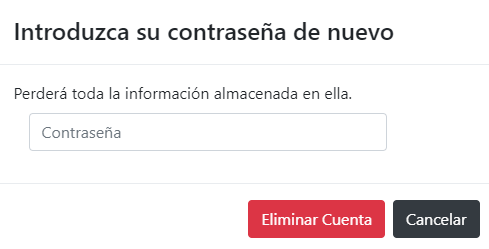 Introduzca su contraseña de nuevo
Perderá toda la información almacenada en ella.
Contraseña
Eliminar Cuenta Cancelar